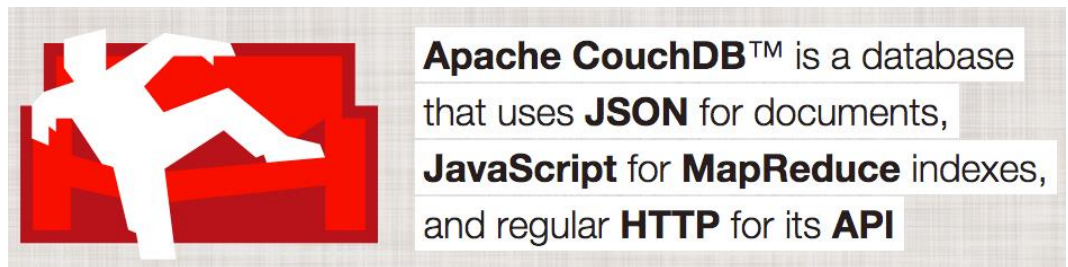 Apache CouchDB™ is a database
that uses JSON for documents,
JavaScript for MapReduce indexes,
and regular HTTP for its API